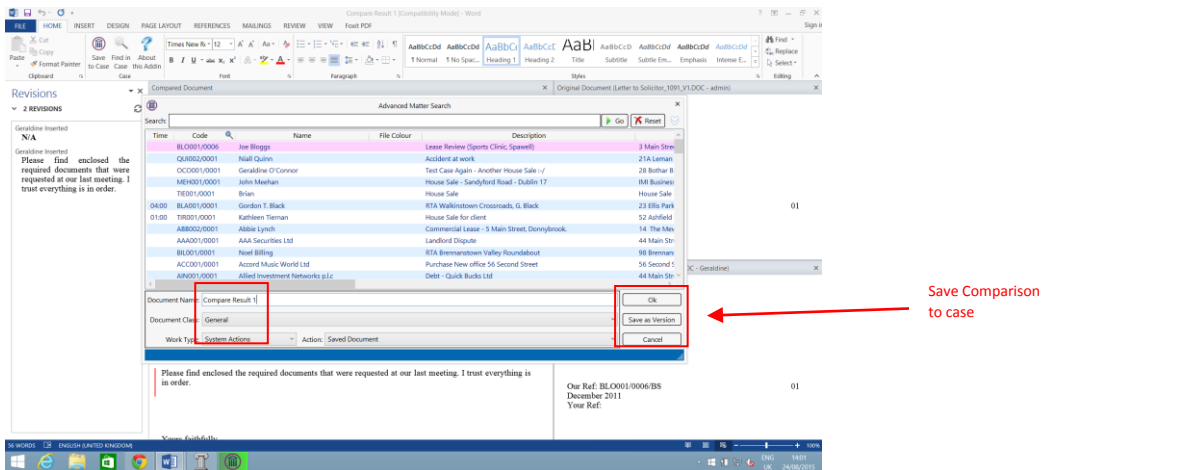 Compare Result 1 [Compatibility Mode] - Word
Sign in
FILE HOME INSERT DESIGN PAGE LAYOUT REFERENCES MAILINGS REVIEW VIEW Foxit PDF
Paste
Cut
Copy
Format Painter
Clipboard
Save to Case
Find in Case
About this Addin
Case
Times New Ro 12
Font
Paragraph
AaBbCcDd AaBbCcDd AaBbCc AaBbCcD AaB AaBbCcD AaBbCcDd AaBbCcDd AaBbCcDd
¶ Normal ¶ No Spac... Heading 1 Heading 2 Title Subtitle Subtle Em... Emphasis Intense E...
Styles
Find
Replace
Select
Editing
Revisions
2 REVISIONS
Geraldine Inserted
N/A
Geraldine Inserted
Please find enclosed the
required documents that were
requested at our last meeting. I
trust everything is in order.
Compared Document
Original Document (Letter to Solicitor_1091_V1.DOC - admin)
Advanced Matter Search
Search:
Go
Reset
Time Code Name File Colour Description
BLO001/0006 Joe Bloggs Lease Review (Sports Clinic, Spawell) 3 Main Stree
QUI002/0001 Niall Quinn Accident at work 21A Leman
OCO001/0001 Geraldine O'Connor Test Case Again - Another House Sale :-/ 28 Bothar B
MEH001/0001 John Meehan House Sale - Sandyford Road - Dublin 17 IMI Business
TIE001/0001 Brian House Sale House Sale
04:00 BLA001/0001 Gordon T. Black RTA Walkinstown Crossroads, G. Black 23 Ellis Park
01:00 TIR001/0001 Kathleen Tiernan House Sale for client 52 Ashfield
ABB002/0001 Abbie Lynch Commercial Lease - 5 Main Street, Donnybrook. 14 The Mev
AAA001/0001 AAA Securities Ltd Landlord Dispute 44 Main Str
BIL001/0001 Noel Billing RTA Brennanstown Valley Roundabout 98 Brennan
ACC001/0001 Accord Music World Ltd Purchase New office 56 Second Street 56 Second S
AIN001/0001 Allied Investment Networks p.l.c Debt - Quick Bucks Ltd 44 Main Str
Document Name: Compare Result 1
Ok
Document Class: General
Save as Version
Work Type: System Actions Action: Saved Document
Cancel
01
OC - Geraldine)
Save Comparison
to case
Please find enclosed the required documents that were requested at our last meeting. I trust everything is
in order.
Yours faithfully
Our Ref: BLO001/0006/BS
01
December 2011
Your Ref:
56 WORDS ENGLISH (UNITED KINGDOM)
100%
ENG
UK
14:01
24/08/2015